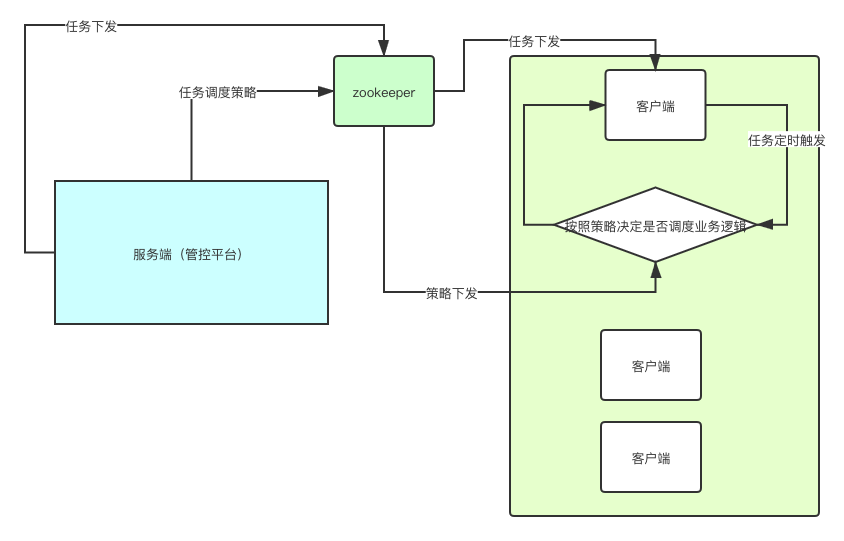 任务下发
任务下发
任务调度策略
zookeeper
客户端
任务定时触发
按照策略决定是否调度业务逻辑
服务端（管控平台）
策略下发
客户端
客户端